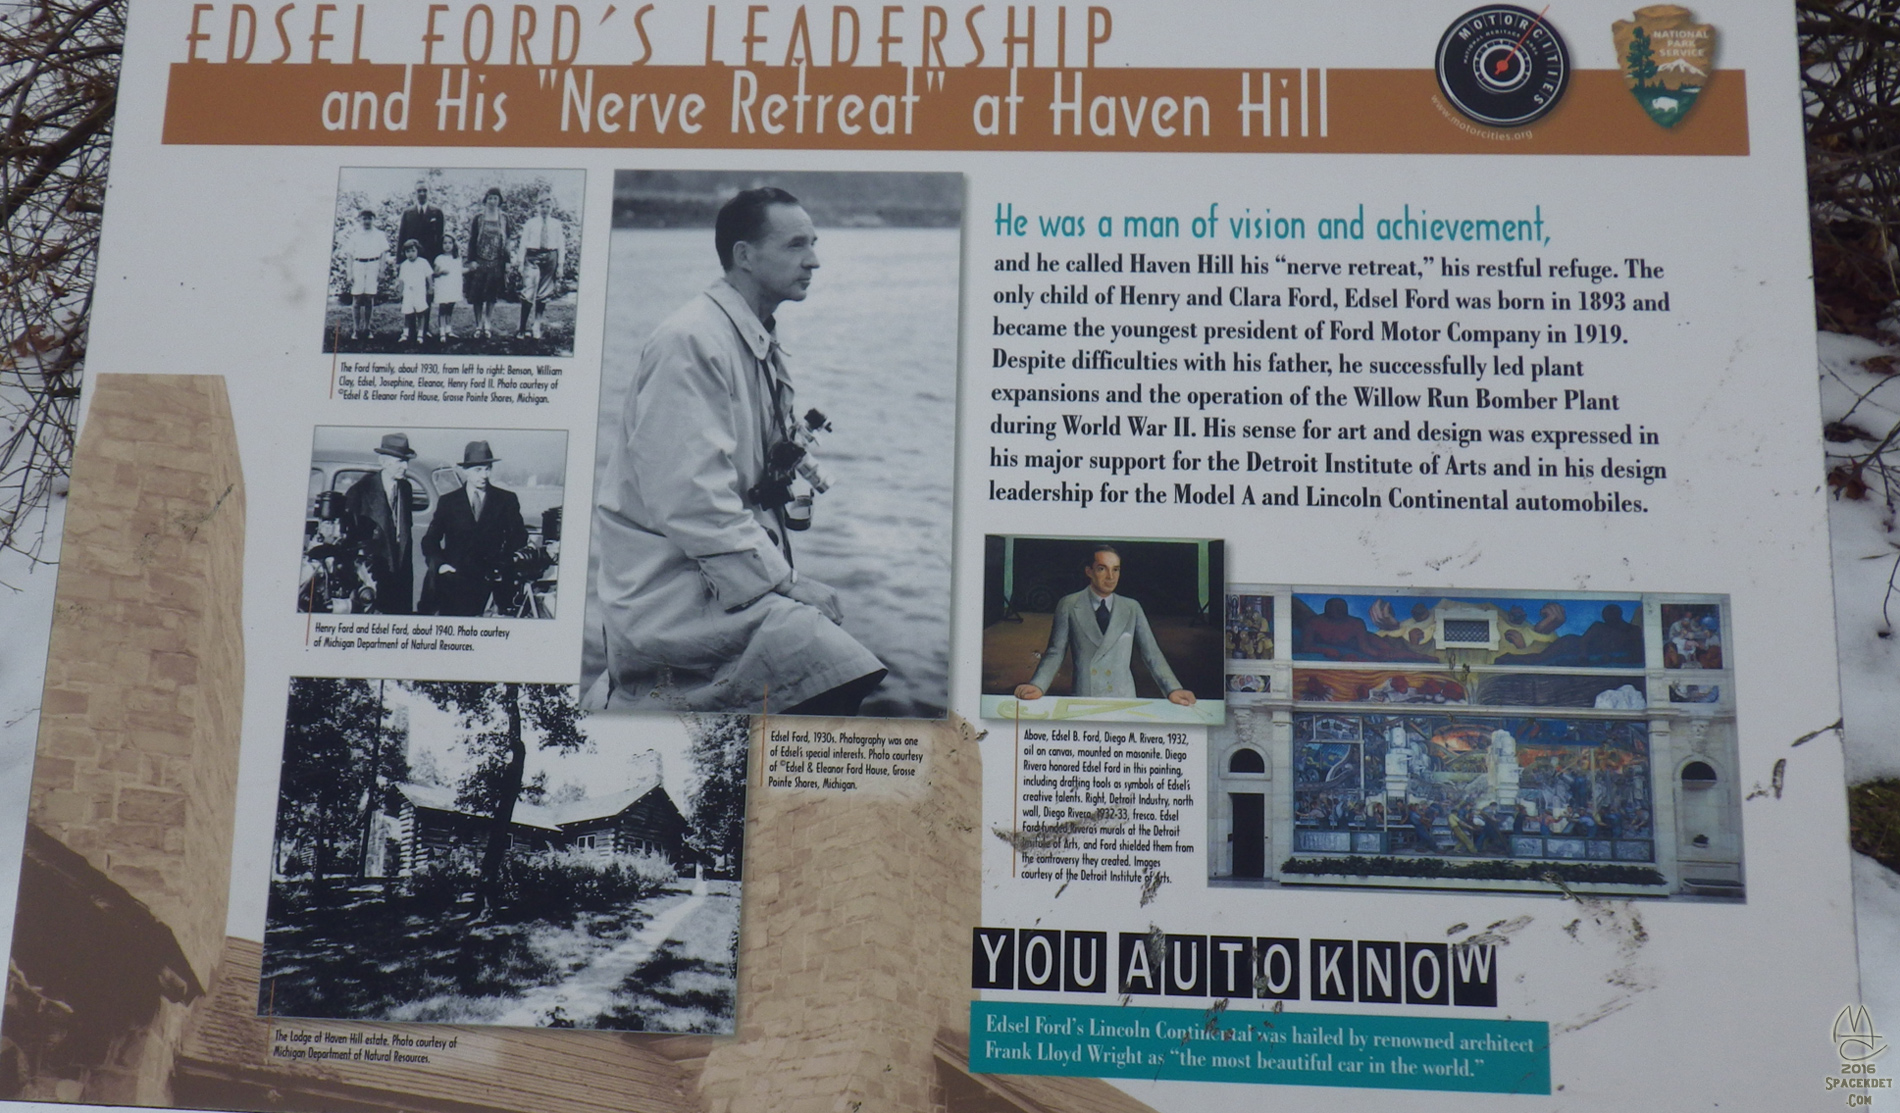 EDSEL FORD'S LEADERSHIP
and His "Nerve Retreat" at Haven Hill
MOTORCITIES
NATIONAL HERITAGE AREA
www.motorcities.org
NATIONAL
PARK
SERVICE
The Ford family, about 1930, from left to right: Benson, William
Clay, Edsel, Josephine, Eleanor, Henry Ford II. Photo courtesy of
©Edsel & Eleanor Ford House, Grosse Pointe Shores, Michigan.
Henry Ford and Edsel Ford, about 1940. Photo courtesy
of Michigan Department of Natural Resources.
The Lodge at Haven Hill estate. Photo courtesy of
Michigan Department of Natural Resources.
Edsel Ford, 1930s. Photography was one
of Edsel's special interests. Photo courtesy
of ©Edsel & Eleanor Ford House, Grosse
Pointe Shores, Michigan.
He was a man of vision and achievement,
and he called Haven Hill his “nerve retreat,” his restful refuge. The
only child of Henry and Clara Ford, Edsel Ford was born in 1893 and
became the youngest president of Ford Motor Company in 1919.
Despite difficulties with his father, he successfully led plant
expansions and the operation of the Willow Run Bomber Plant
during World War II. His sense for art and design was expressed in
his major support for the Detroit Institute of Arts and in his design
leadership for the Model A and Lincoln Continental automobiles.
Above, Edsel B. Ford, Diego M. Rivera, 1932,
oil on canvas, mounted on masonite. Diego
Rivera honored Edsel Ford in this painting,
including drafting tools as symbols of Edsel's
creative talents. Right, Detroit Industry, north
wall, Diego Rivera, 1932-33, fresco. Edsel
Ford funded Rivera's murals at the Detroit
Institute of Arts, and Ford shielded them from
the controversy they created. Images
courtesy of the Detroit Institute of Arts.
YOU AUTO KNOW
Edsel Ford's Lincoln Continental was hailed by renowned architect
Frank Lloyd Wright as “the most beautiful car in the world.”
2016
SPACEKDET
.COM